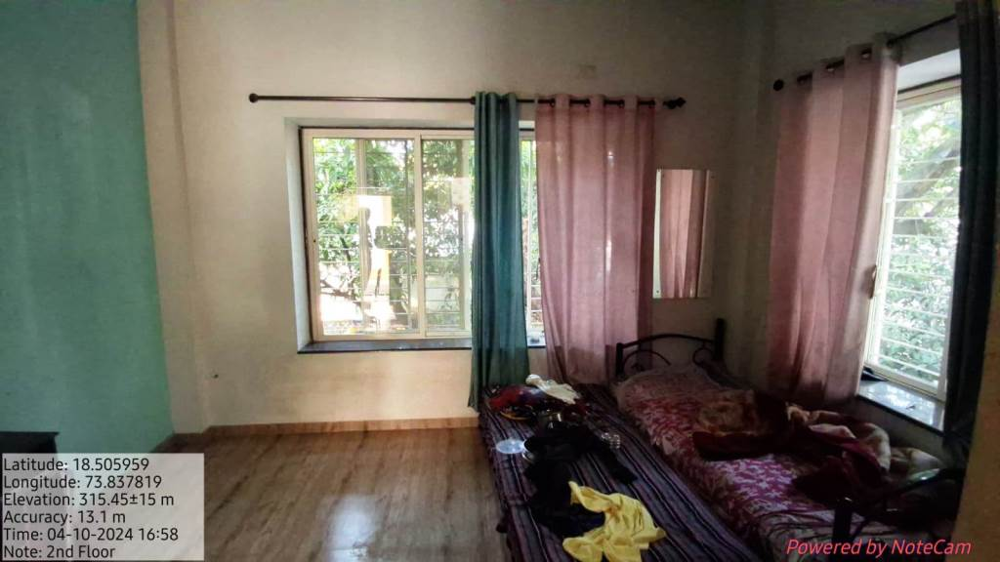 Latitude: 18.505959
Longitude: 73.837819
Elevation: 315.45±15 m
Accuracy: 13.1 m
Time: 04-10-2024 16:58
Note: 2nd Floor
Powered by NoteCam